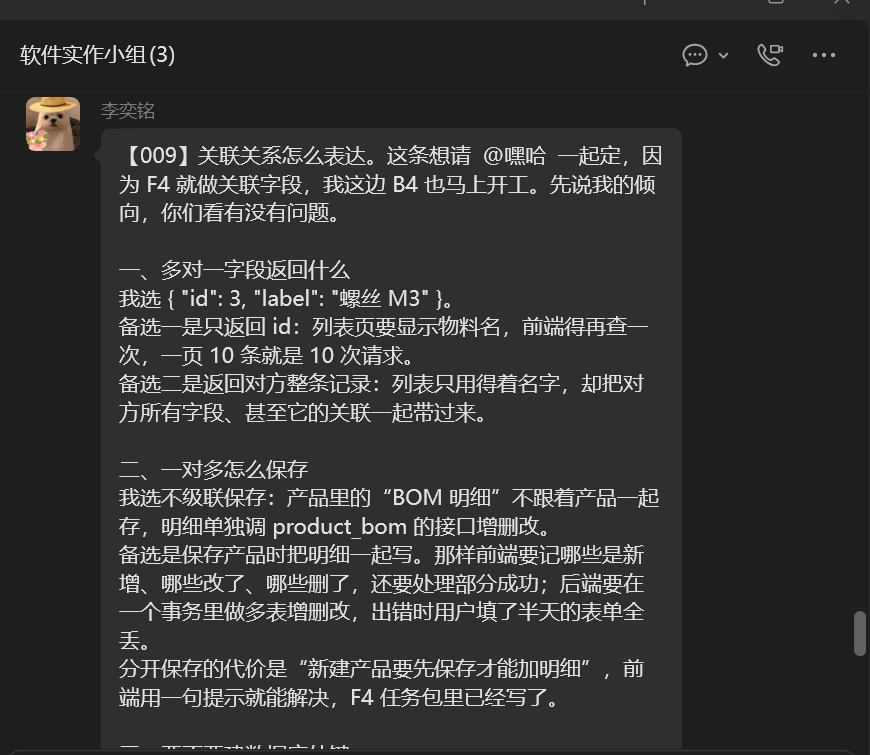 软件实作小组(3)
李奕铭
【009】关联关系怎么表达。这条想请 @嘿哈 一起定，因
为 F4 就做关联字段，我这边 B4 也马上开工。先说我的倾
向，你们看有没有问题。
一、多对一字段返回什么
我选 { "id": 3, "label": "螺丝 M3" }。
备选一是只返回 id：列表页要显示物料名，前端得再查一
次，一页 10 条就是 10 次请求。
备选二是返回对方整条记录：列表只用得着名字，却把对
方所有字段、甚至它的关联一起带过来。
二、一对多怎么保存
我选不级联保存：产品里的“BOM 明细”不跟着产品一起
存，明细单独调 product_bom 的接口增删改。
备选是保存产品时把明细一起写。那样前端要记哪些是新
增、哪些改了、哪些删了，还要处理部分成功；后端要在
一个事务里做多表增删改，出错时用户填了半天的表单全
丢。
分开保存的代价是“新建产品要先保存才能加明细”，前
端用一句提示就能解决，F4 任务包里已经写了。